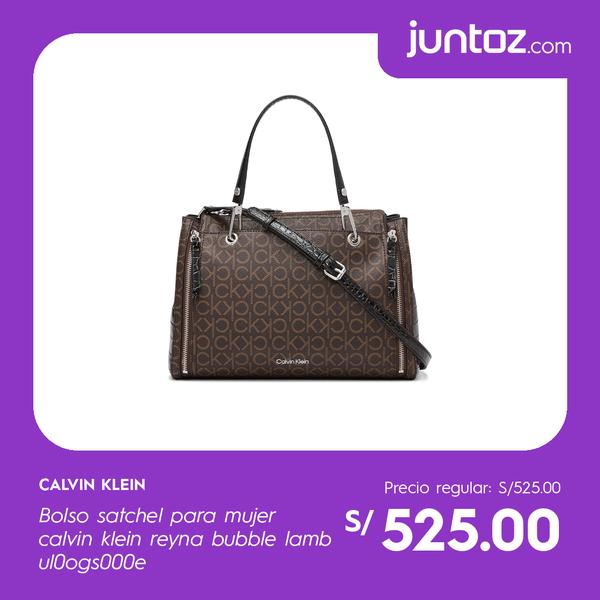 juntoz.com
Calvin Klein
CALVIN KLEIN
Bolso satchel para mujer
calvin klein reyna bubble lamb
ul0ogs000e
Precio regular: S/525.00
S/ 525.00